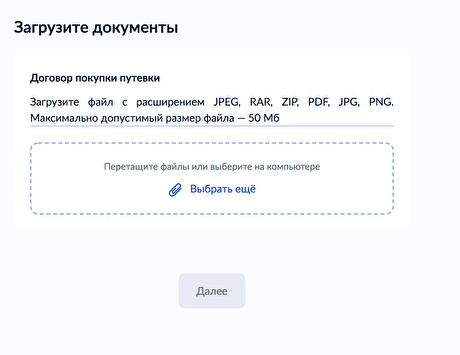 Загрузите документы
Договор покупки путевки
Загрузите файл с расширением JPEG, RAR, ZIP, PDF, JPG, PNG.
Максимально допустимый размер файла — 50 Мб
Перетащите файлы или выберите на компьютере
Выбрать ещё
Далее